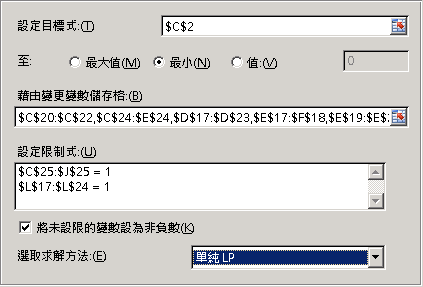 設定目標式:(T) $C$2
至: 最大值(M) 最小(N) 值:(V) 0
藉由變更變數儲存格:(B)
$C$20:$C$22,$C$24:$E$24,$D$17:$D$23,$E$17:$F$18,$E$19:$E$
設定限制式:(U)
$C$25:$J$25 = 1
$L$17:$L$24 = 1
將未設限的變數設為非負數(K)
選取求解方法:(E) 單純 LP